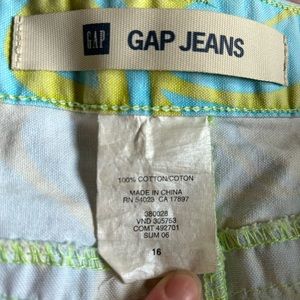 GAP GAP JEANS
100% COTTON/COTON
MADE IN CHINA
RN 54023 CA 17897
380028
VND 305753
COMT 492701
SUM 06
16